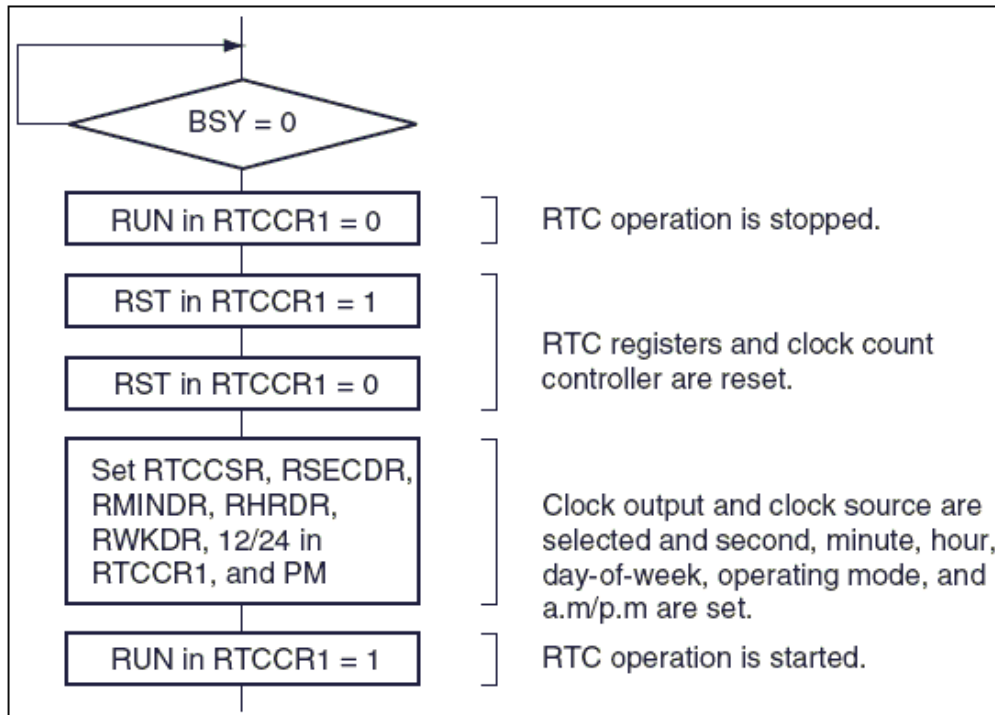 BSY = 0
RUN in RTCCR1 = 0
RTC operation is stopped.
RST in RTCCR1 = 1
RST in RTCCR1 = 0
RTC registers and clock count
controller are reset.
Set RTCCSR, RSECDR,
RMINDR, RHRDR,
RWKDR, 12/24 in
RTCCR1, and PM
Clock output and clock source are
selected and second, minute, hour,
day-of-week, operating mode, and
a.m/p.m are set.
RUN in RTCCR1 = 1
RTC operation is started.